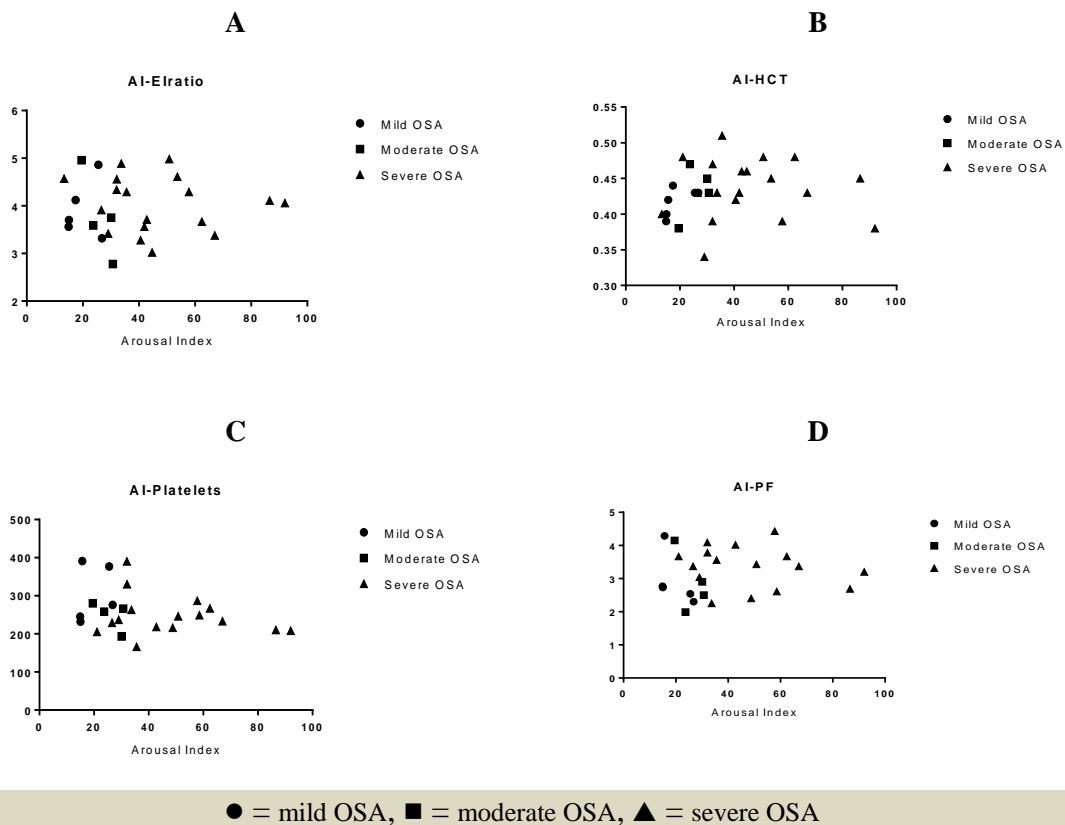 A
AI-EIratio
6
5
4
3
2
0 20 40 60 80 100
Arousal Index
Mild OSA
Moderate OSA
Severe OSA
B
AI-HCT
0.55
0.50
0.45
0.40
0.35
0.30
0 20 40 60 80 100
Arousal Index
Mild OSA
Moderate OSA
Severe OSA
C
AI-Platelets
500
400
300
200
100
0
0 20 40 60 80 100
Arousal Index
Mild OSA
Moderate OSA
Severe OSA
D
AI-PF
5
4
3
2
1
0
0 20 40 60 80 100
Arousal Index
Mild OSA
Moderate OSA
Severe OSA
● = mild OSA, ■ = moderate OSA, ▲ = severe OSA